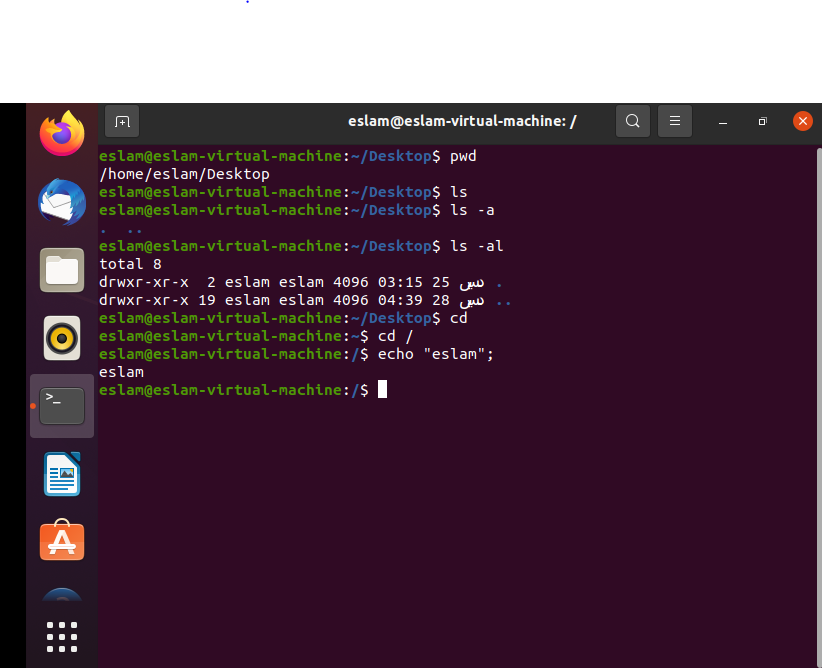 eslam@eslam-virtual-machine: /
eslam@eslam-virtual-machine:~/Desktop$ pwd
/home/eslam/Desktop
eslam@eslam-virtual-machine:~/Desktop$ ls
eslam@eslam-virtual-machine:~/Desktop$ ls -a
.  ..
eslam@eslam-virtual-machine:~/Desktop$ ls -al
total 8
drwxr-xr-x  2 eslam eslam 4096 03:15 25 .
drwxr-xr-x 19 eslam eslam 4096 04:39 28 ..
eslam@eslam-virtual-machine:~/Desktop$ cd
eslam@eslam-virtual-machine:~$ cd /
eslam@eslam-virtual-machine:/$ echo "eslam";
eslam
eslam@eslam-virtual-machine:/$